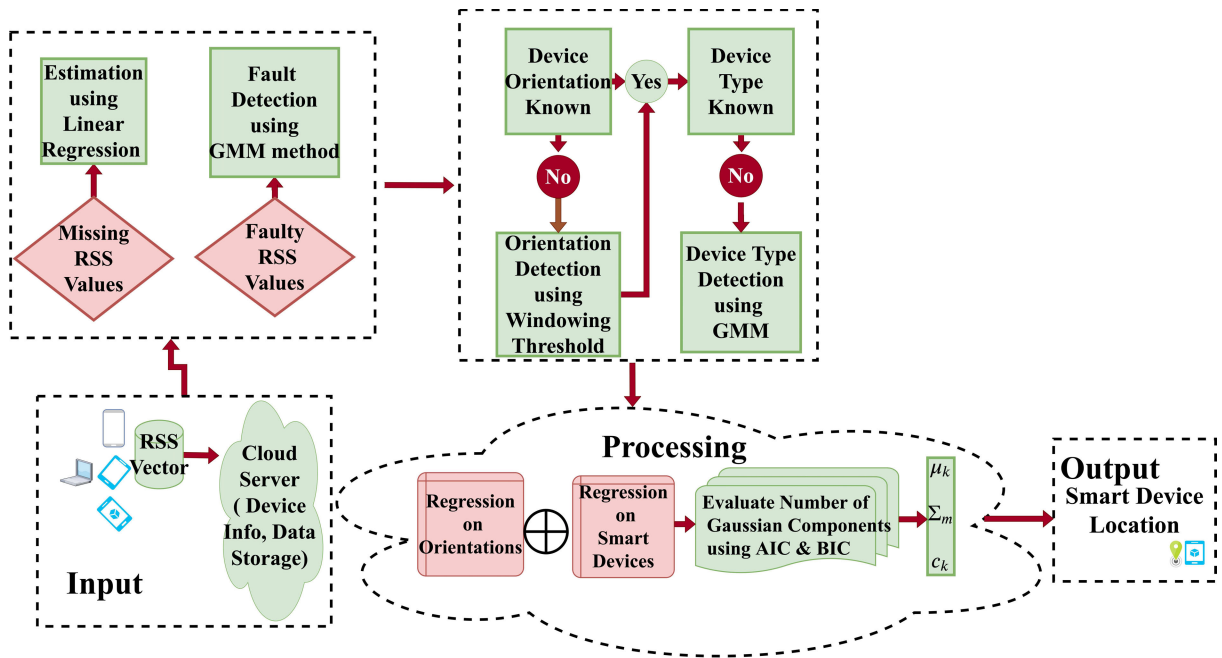 Estimation
using
Linear
Regression
Fault
Detection
using
GMM method
Missing
RSS
Values
Faulty
RSS
Values
Device
Orientation
Known
Yes
Device
Type
Known
No
No
Orientation
Detection
using
Windowing
Threshold
Device Type
Detection
using
GMM
RSS
Vector
Cloud
Server
( Device
Info, Data
Storage)
Input
Processing
Regression
on
Orientations
Regression
on
Smart
Devices
Evaluate Number of
Gaussian Components
using AIC & BIC
μₖ
Σₘ
cₖ
Output
Smart Device
Location